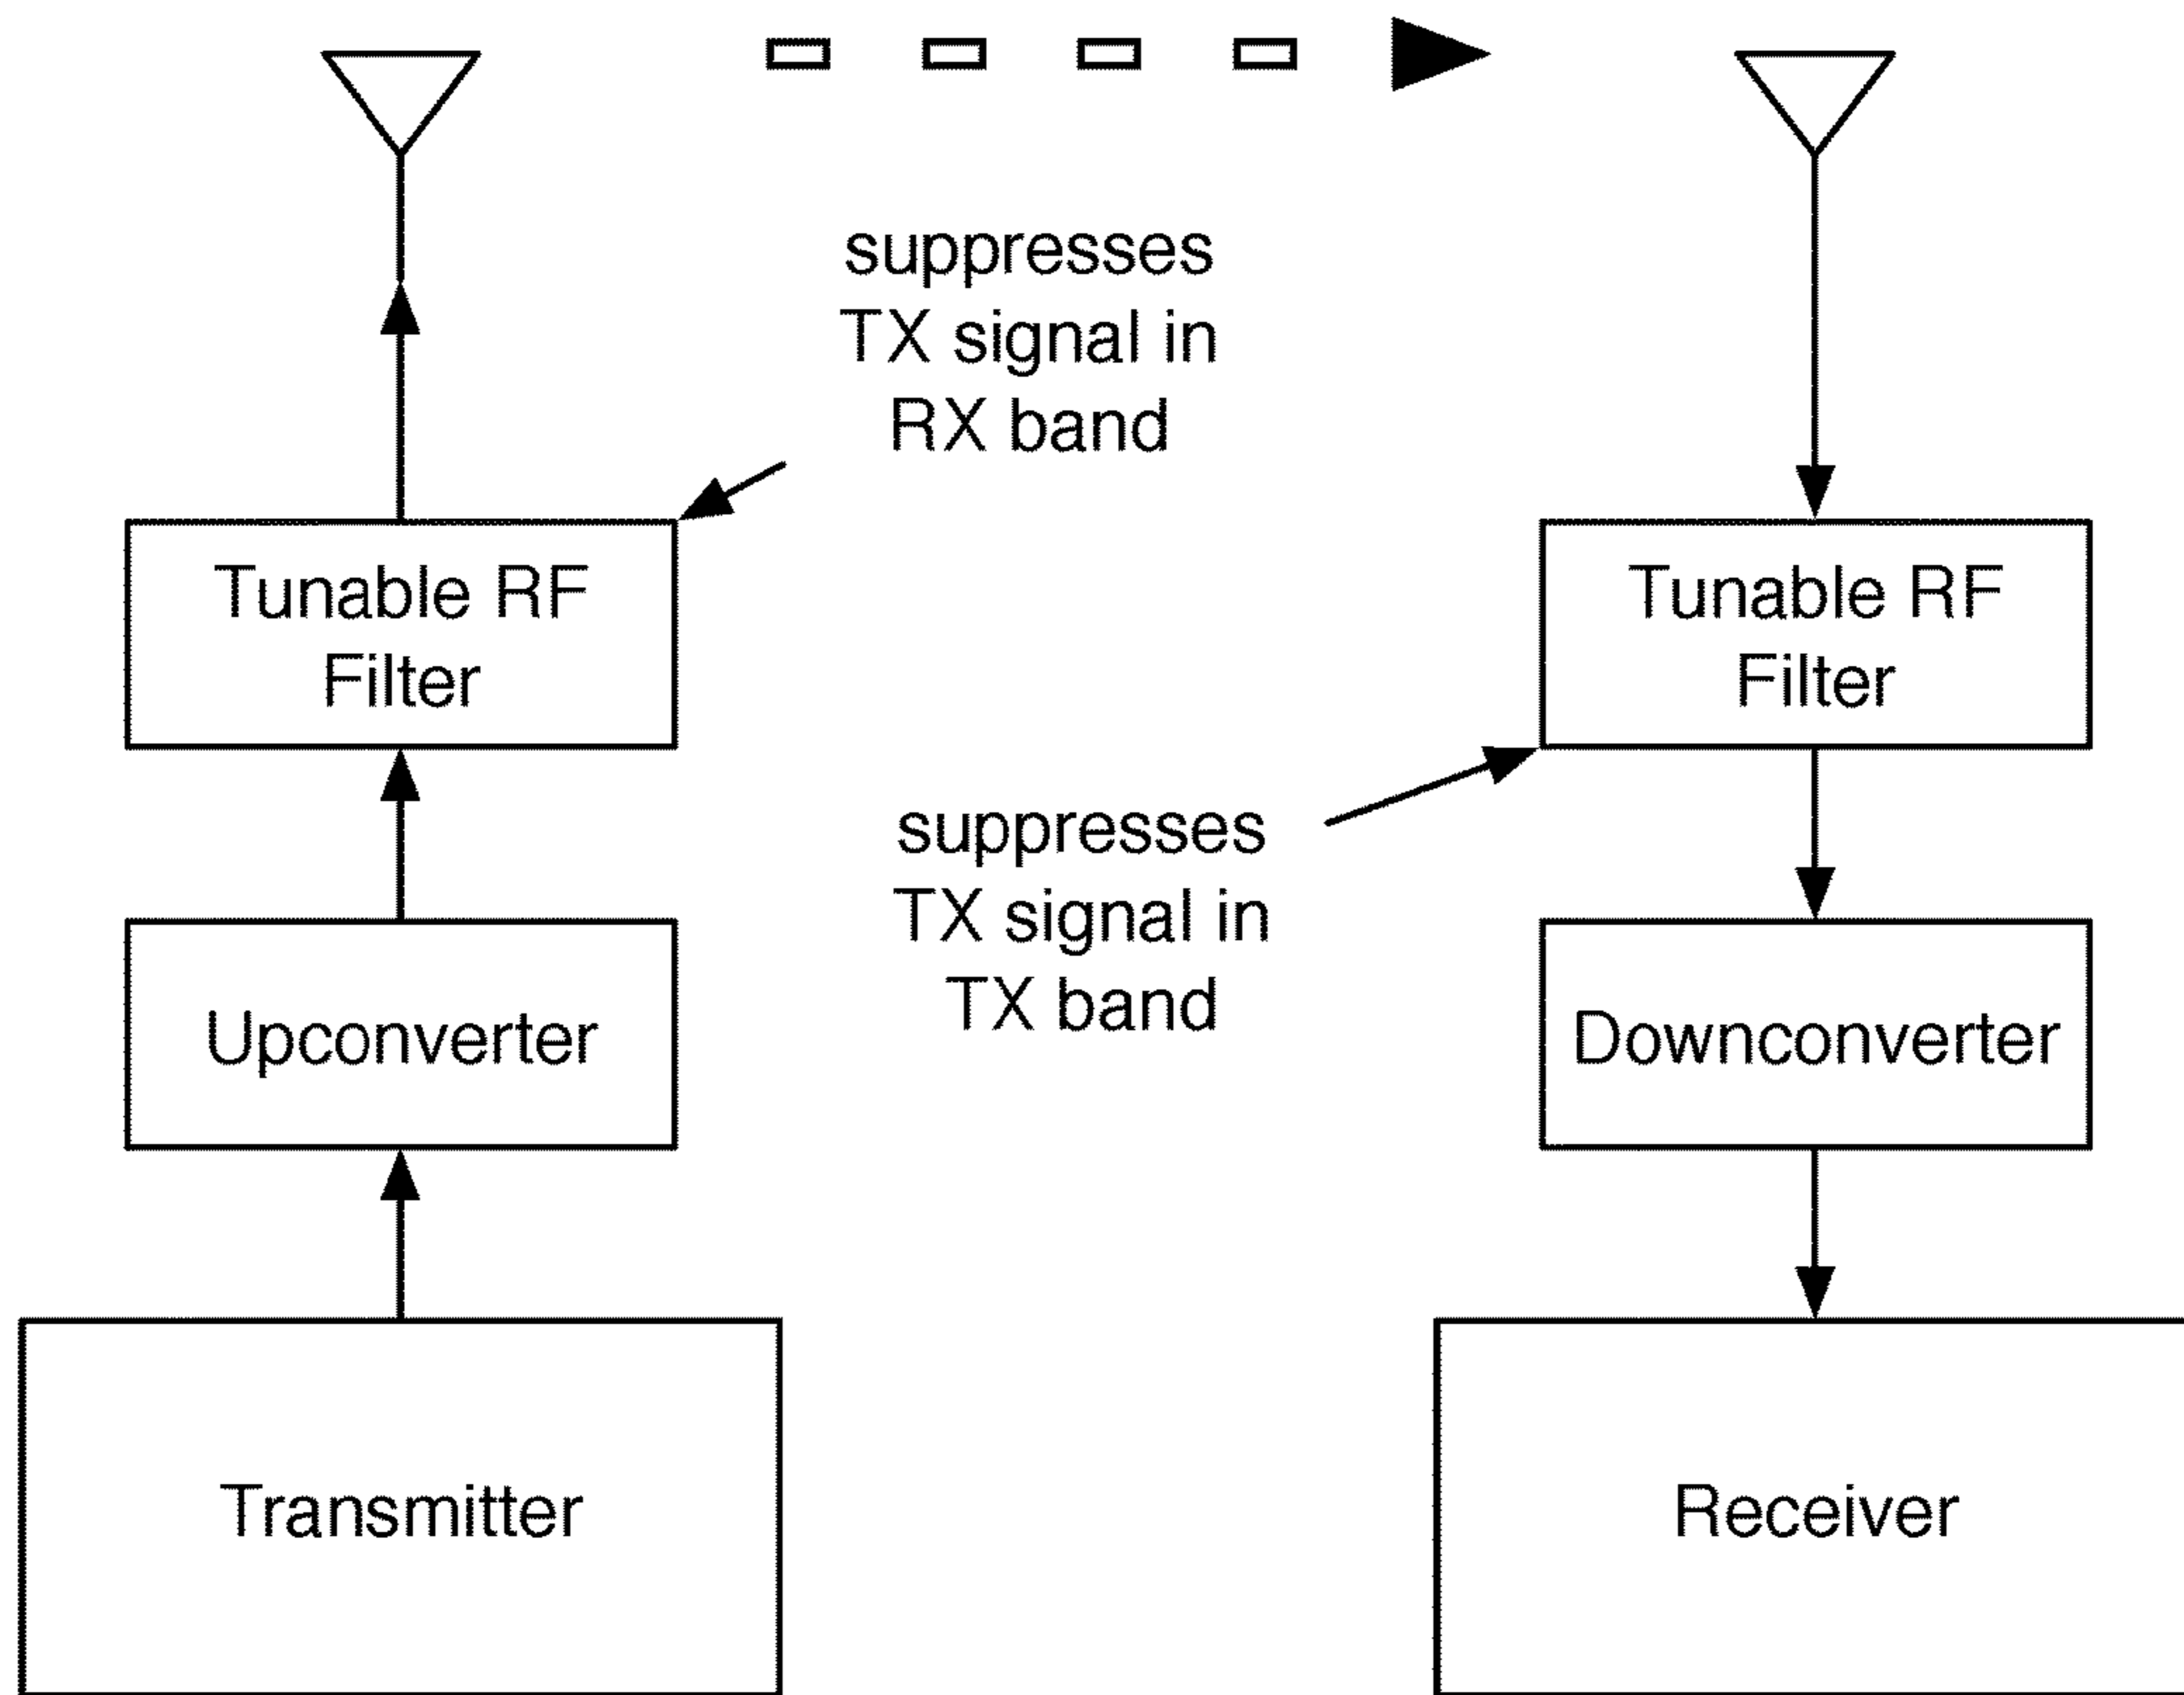 suppresses
TX signal in
RX band
Tunable RF
Filter
Tunable RF
Filter
suppresses
TX signal in
TX band
Upconverter
Downconverter
Transmitter
Receiver